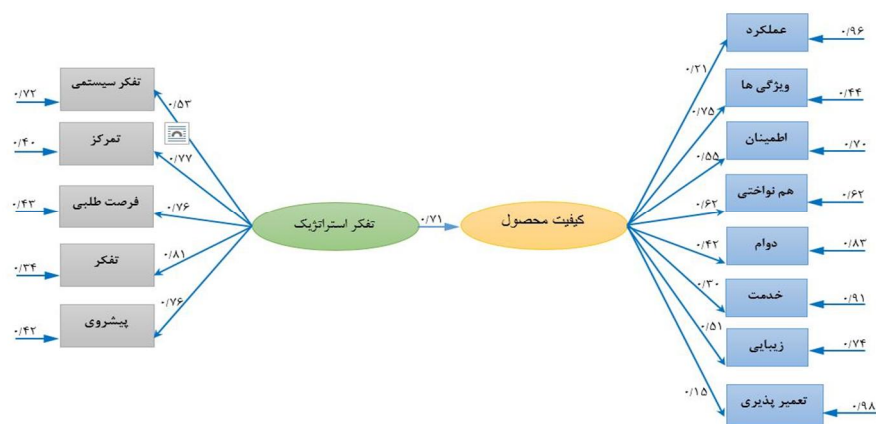 عملکرد
۰/۹۶
۰/۲۱
ویژگی ها
۰/۴۴
۰/۷۵
اطمینان
۰/۷۰
۰/۵۵
هم نواختی
۰/۶۲
۰/۶۲
دوام
۰/۸۳
۰/۴۲
خدمت
۰/۹۱
۰/۳۰
زیبایی
۰/۷۴
۰/۵۱
تعمیر پذیری
۰/۹۸
۰/۱۵
کیفیت محصول
۰/۷۱
تفکر استراتژیک
تفکر سیستمی
۰/۷۲
۰/۵۳
تمرکز
۰/۴۰
۰/۷۷
فرصت طلبی
۰/۴۳
۰/۷۶
تفکر
۰/۳۴
۰/۸۱
پیشروی
۰/۴۲
۰/۷۶